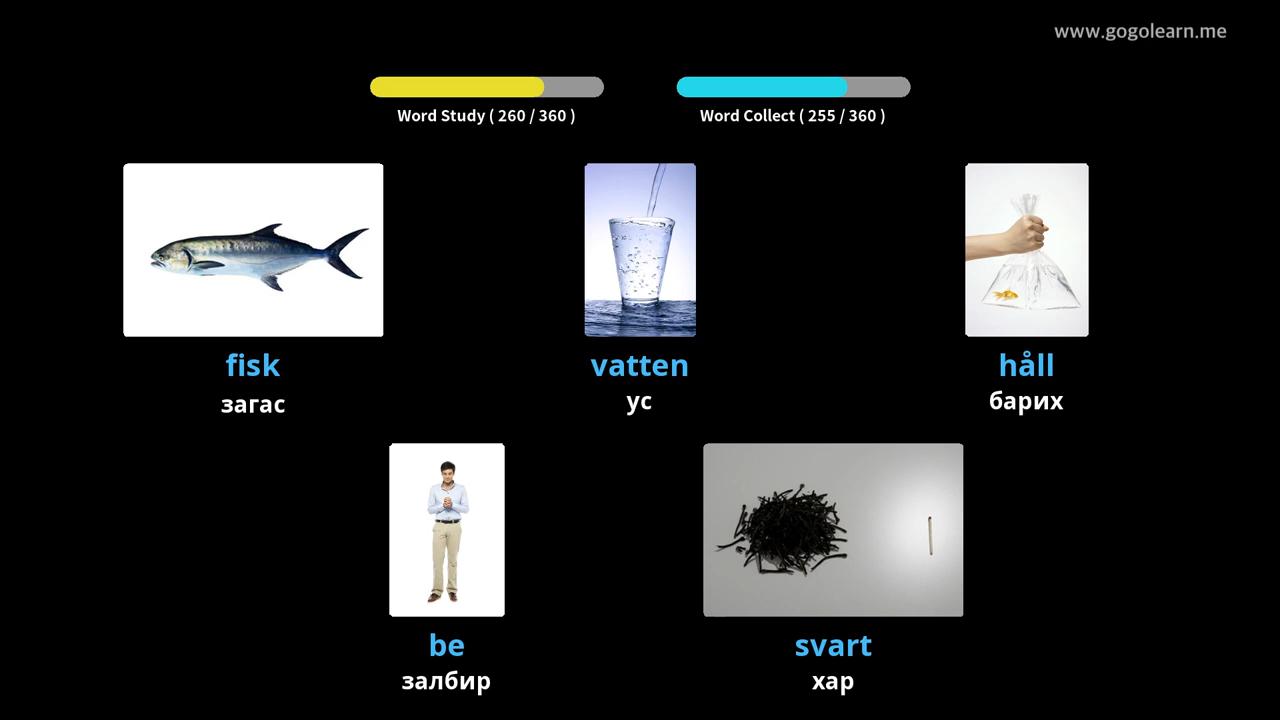 www.gogolearn.me
Word Study ( 260 / 360 )
Word Collect ( 255 / 360 )
fisk
загас
vatten
ус
håll
барих
be
залбир
svart
хар